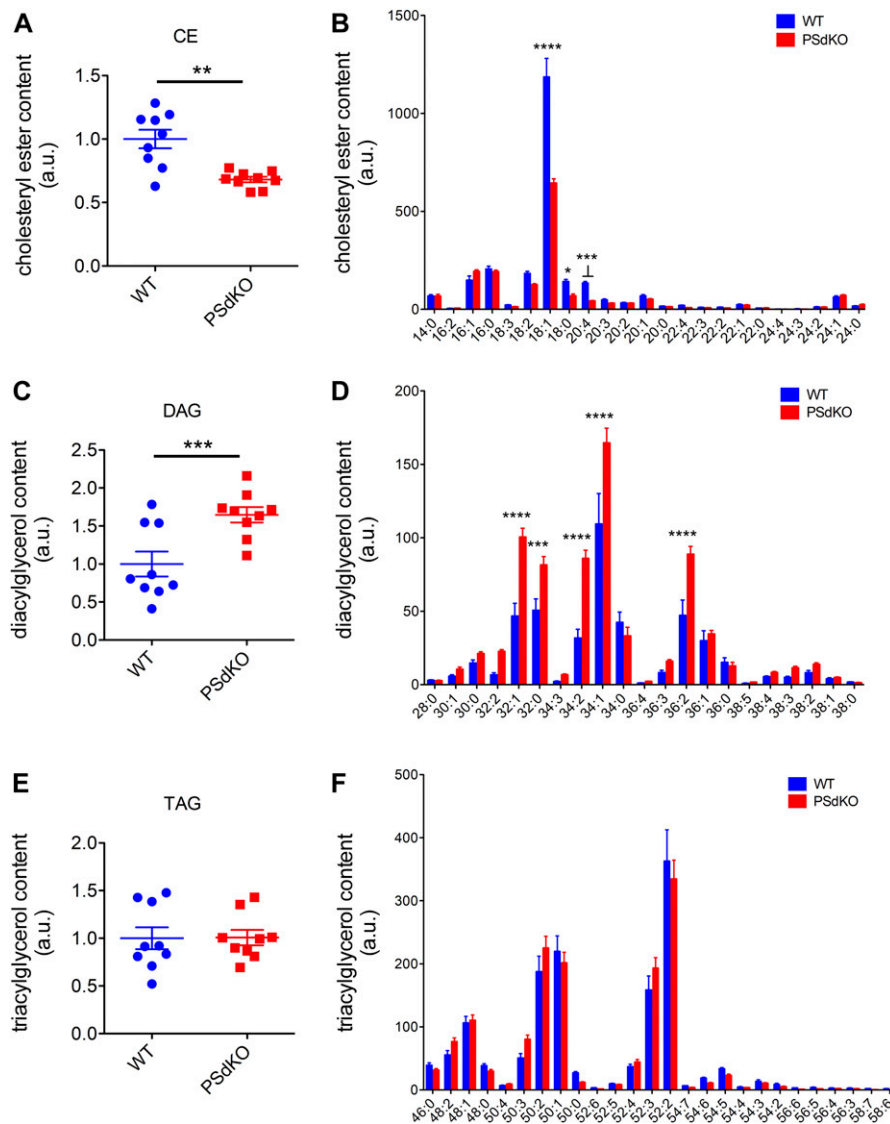 A
CE
**
cholesteryl ester content
(a.u.)
1.5
1.0
0.5
0.0
WT
PSdKO
B
WT
PSdKO
cholesteryl ester content
(a.u.)
1500
1000
500
0
****
*
***
14:0 16:2 16:1 16:0 18:3 18:2 18:1 18:0 20:4 20:3 20:2 20:1 20:0 22:4 22:3 22:2 22:1 22:0 24:4 24:3 24:2 24:1 24:0
C
DAG
***
diacylglycerol content
(a.u.)
2.5
2.0
1.5
1.0
0.5
0.0
WT
PSdKO
D
WT
PSdKO
diacylglycerol content
(a.u.)
200
150
100
50
0
****
***
****
****
****
28:0 30:1 30:0 32:2 32:1 32:0 34:3 34:2 34:1 34:0 36:4 36:3 36:2 36:1 36:0 38:5 38:4 38:3 38:2 38:1 38:0
E
TAG
triacylglycerol content
(a.u.)
2.0
1.5
1.0
0.5
0.0
WT
PSdKO
F
WT
PSdKO
triacylglycerol content
(a.u.)
500
400
300
200
100
0
46:0 48:2 48:1 48:0 50:4 50:3 50:2 50:1 50:0 52:6 52:5 52:4 52:3 52:2 54:7 54:6 54:5 54:4 54:3 54:2 56:6 56:5 56:4 56:3 58:7 58:6